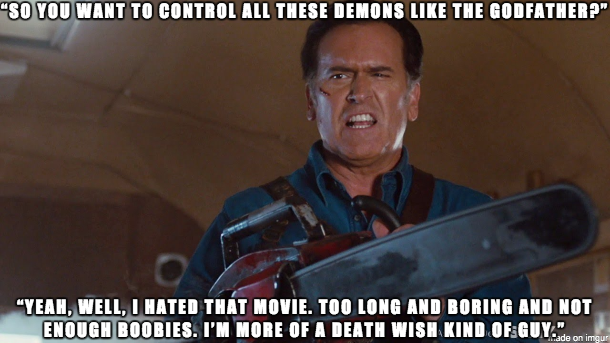 “SO YOU WANT TO CONTROL ALL THESE DEMONS LIKE THE GODFATHER?”
“YEAH, WELL, I HATED THAT MOVIE. TOO LONG AND BORING AND NOT
ENOUGH BOOBIES. I’M MORE OF A DEATH WISH KIND OF GUY.”
made on imgur